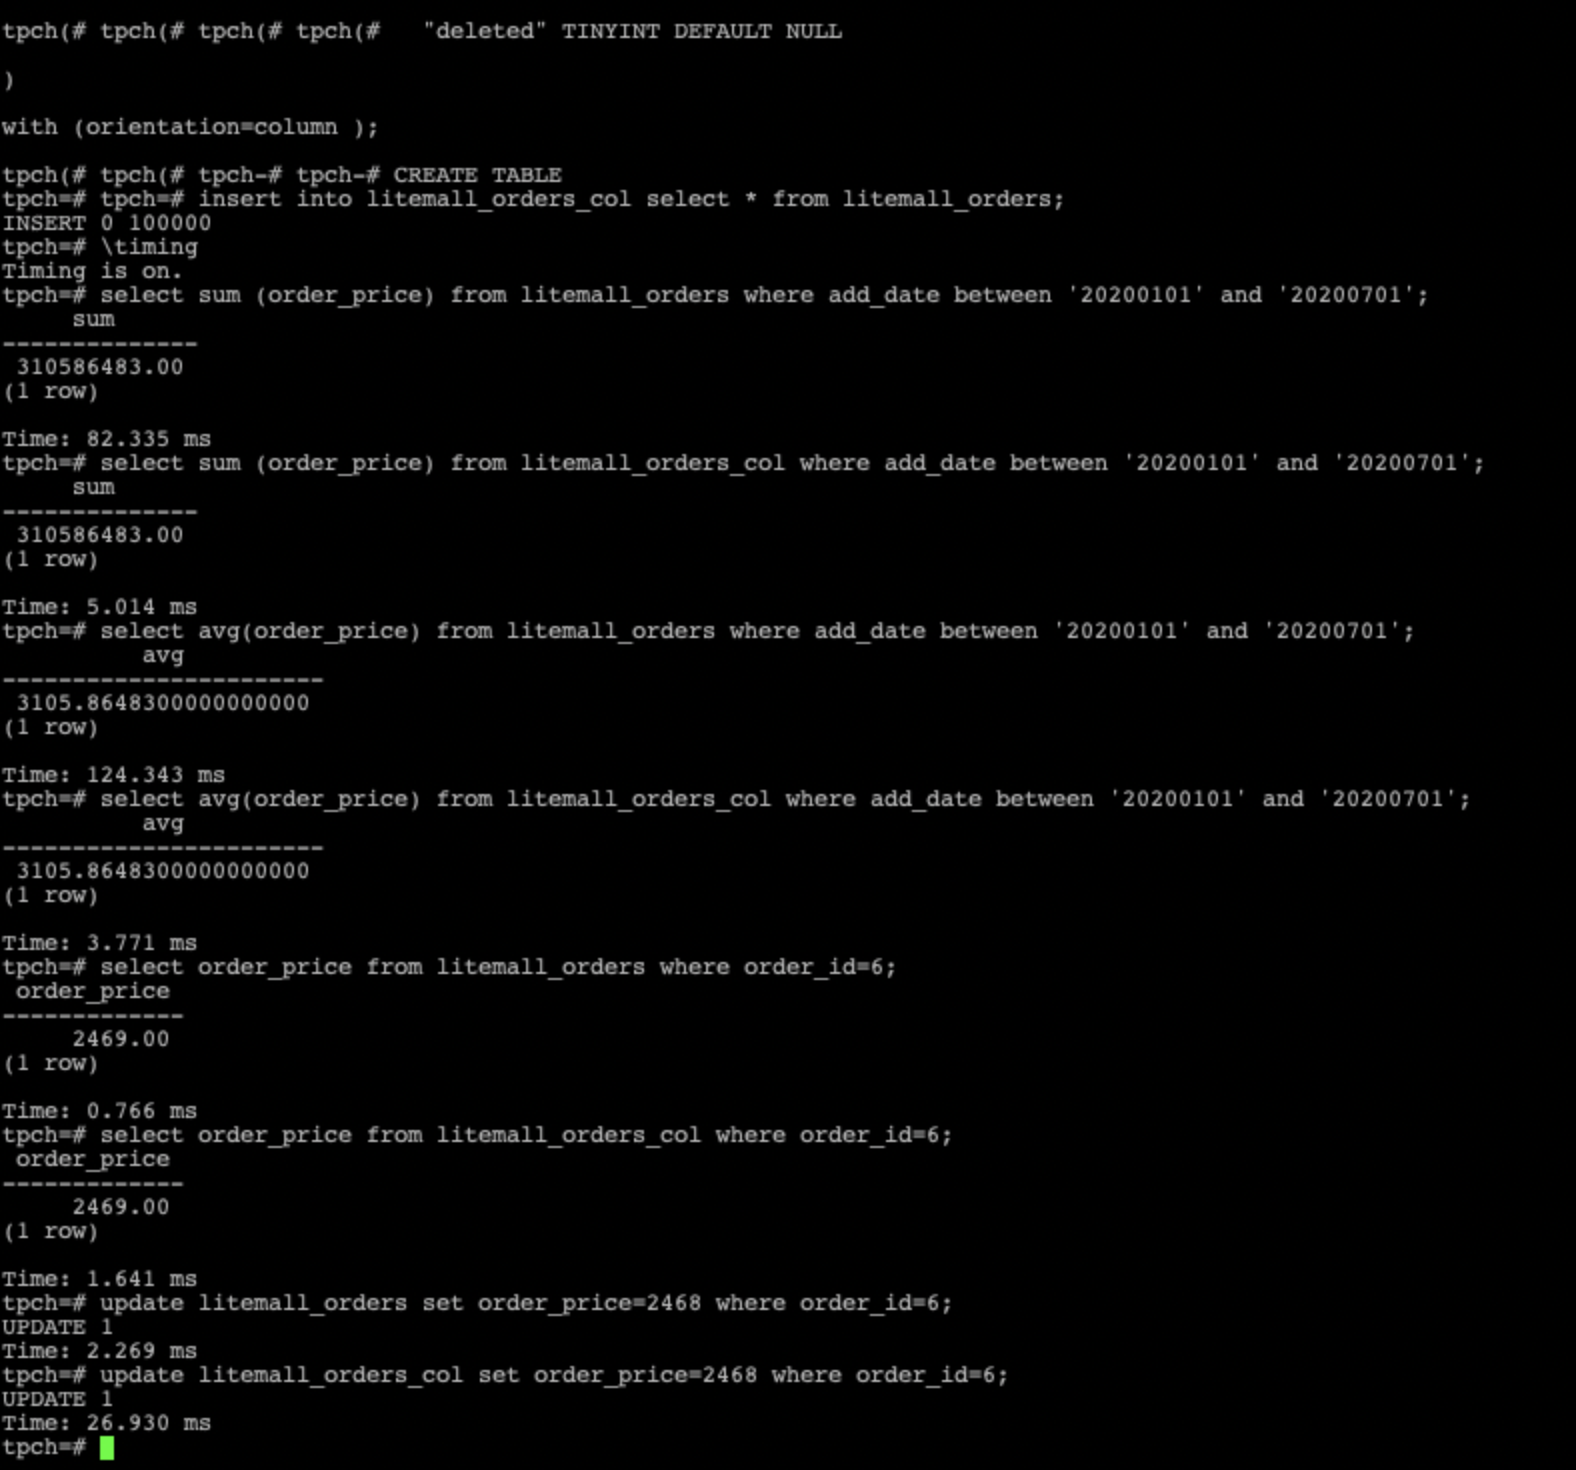 tpch(# tpch(# tpch(# tpch(#   "deleted" TINYINT DEFAULT NULL
)
with (orientation=column );
tpch(# tpch(# tpch-# tpch-# CREATE TABLE
tpch=# tpch=# insert into litemall_orders_col select * from litemall_orders;
INSERT 0 100000
tpch=# \timing
Timing is on.
tpch=# select sum (order_price) from litemall_orders where add_date between '20200101' and '20200701';
     sum
--------------
 310586483.00
(1 row)
Time: 82.335 ms
tpch=# select sum (order_price) from litemall_orders_col where add_date between '20200101' and '20200701';
     sum
--------------
 310586483.00
(1 row)
Time: 5.014 ms
tpch=# select avg(order_price) from litemall_orders where add_date between '20200101' and '20200701';
          avg
-----------------------
 3105.8648300000000000
(1 row)
Time: 124.343 ms
tpch=# select avg(order_price) from litemall_orders_col where add_date between '20200101' and '20200701';
          avg
-----------------------
 3105.8648300000000000
(1 row)
Time: 3.771 ms
tpch=# select order_price from litemall_orders where order_id=6;
 order_price
-------------
     2469.00
(1 row)
Time: 0.766 ms
tpch=# select order_price from litemall_orders_col where order_id=6;
 order_price
-------------
     2469.00
(1 row)
Time: 1.641 ms
tpch=# update litemall_orders set order_price=2468 where order_id=6;
UPDATE 1
Time: 2.269 ms
tpch=# update litemall_orders_col set order_price=2468 where order_id=6;
UPDATE 1
Time: 26.930 ms
tpch=#